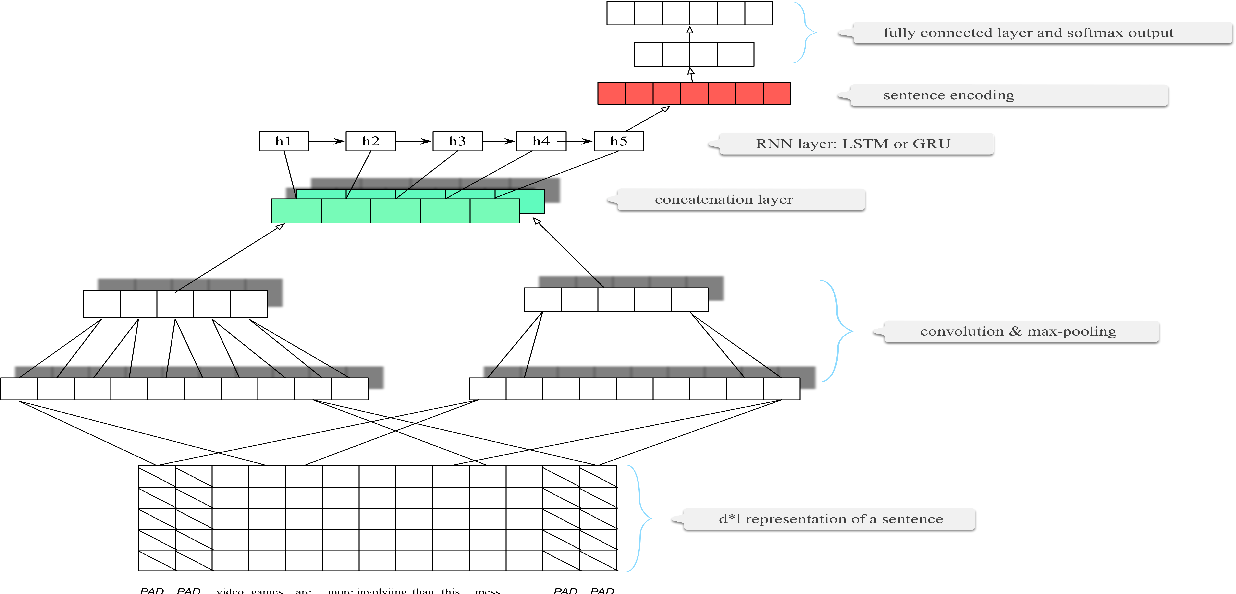 fully connected layer and softmax output
sentence encoding
h1 h2 h3 h4 h5
RNN layer: LSTM or GRU
concatenation layer
convolution & max-pooling
d*l representation of a sentence
PAD PAD video games are more involving than this mess PAD PAD